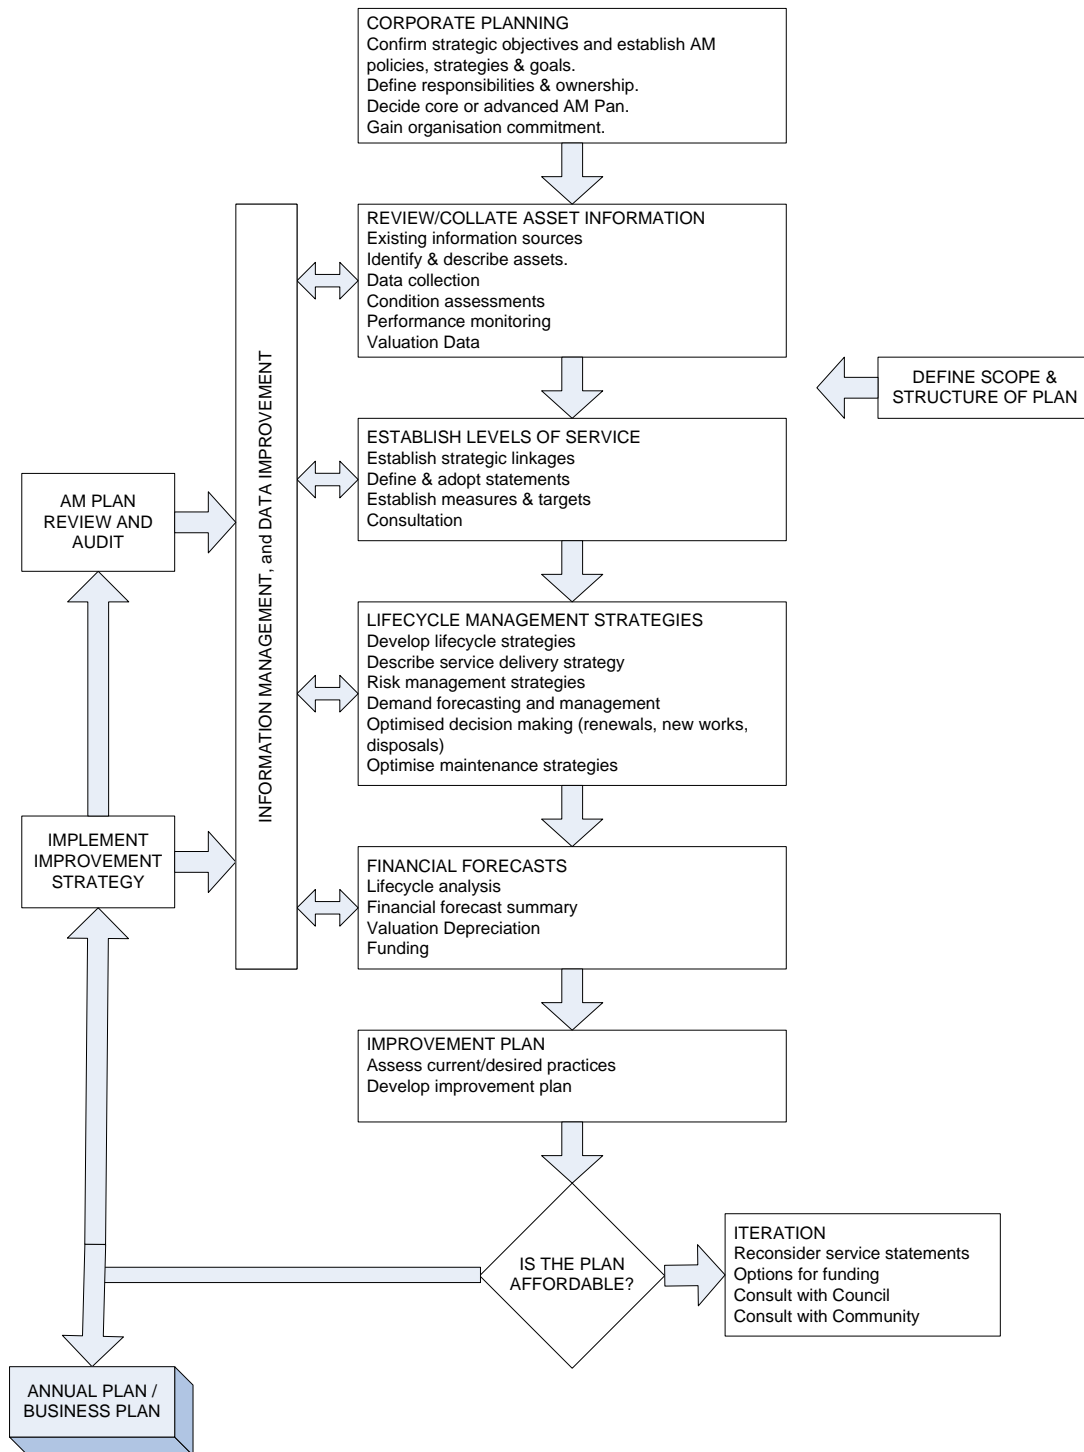 CORPORATE PLANNING
Confirm strategic objectives and establish AM
policies, strategies & goals.
Define responsibilities & ownership.
Decide core or advanced AM Pan.
Gain organisation commitment.
REVIEW/COLLATE ASSET INFORMATION
Existing information sources
Identify & describe assets.
Data collection
Condition assessments
Performance monitoring
Valuation Data
INFORMATION MANAGEMENT, and DATA IMPROVEMENT
DEFINE SCOPE &
STRUCTURE OF PLAN
ESTABLISH LEVELS OF SERVICE
Establish strategic linkages
Define & adopt statements
Establish measures & targets
Consultation
AM PLAN
REVIEW AND
AUDIT
LIFECYCLE MANAGEMENT STRATEGIES
Develop lifecycle strategies
Describe service delivery strategy
Risk management strategies
Demand forecasting and management
Optimised decision making (renewals, new works,
disposals)
Optimise maintenance strategies
IMPLEMENT
IMPROVEMENT
STRATEGY
FINANCIAL FORECASTS
Lifecycle analysis
Financial forecast summary
Valuation Depreciation
Funding
IMPROVEMENT PLAN
Assess current/desired practices
Develop improvement plan
IS THE PLAN
AFFORDABLE?
ITERATION
Reconsider service statements
Options for funding
Consult with Council
Consult with Community
ANNUAL PLAN /
BUSINESS PLAN